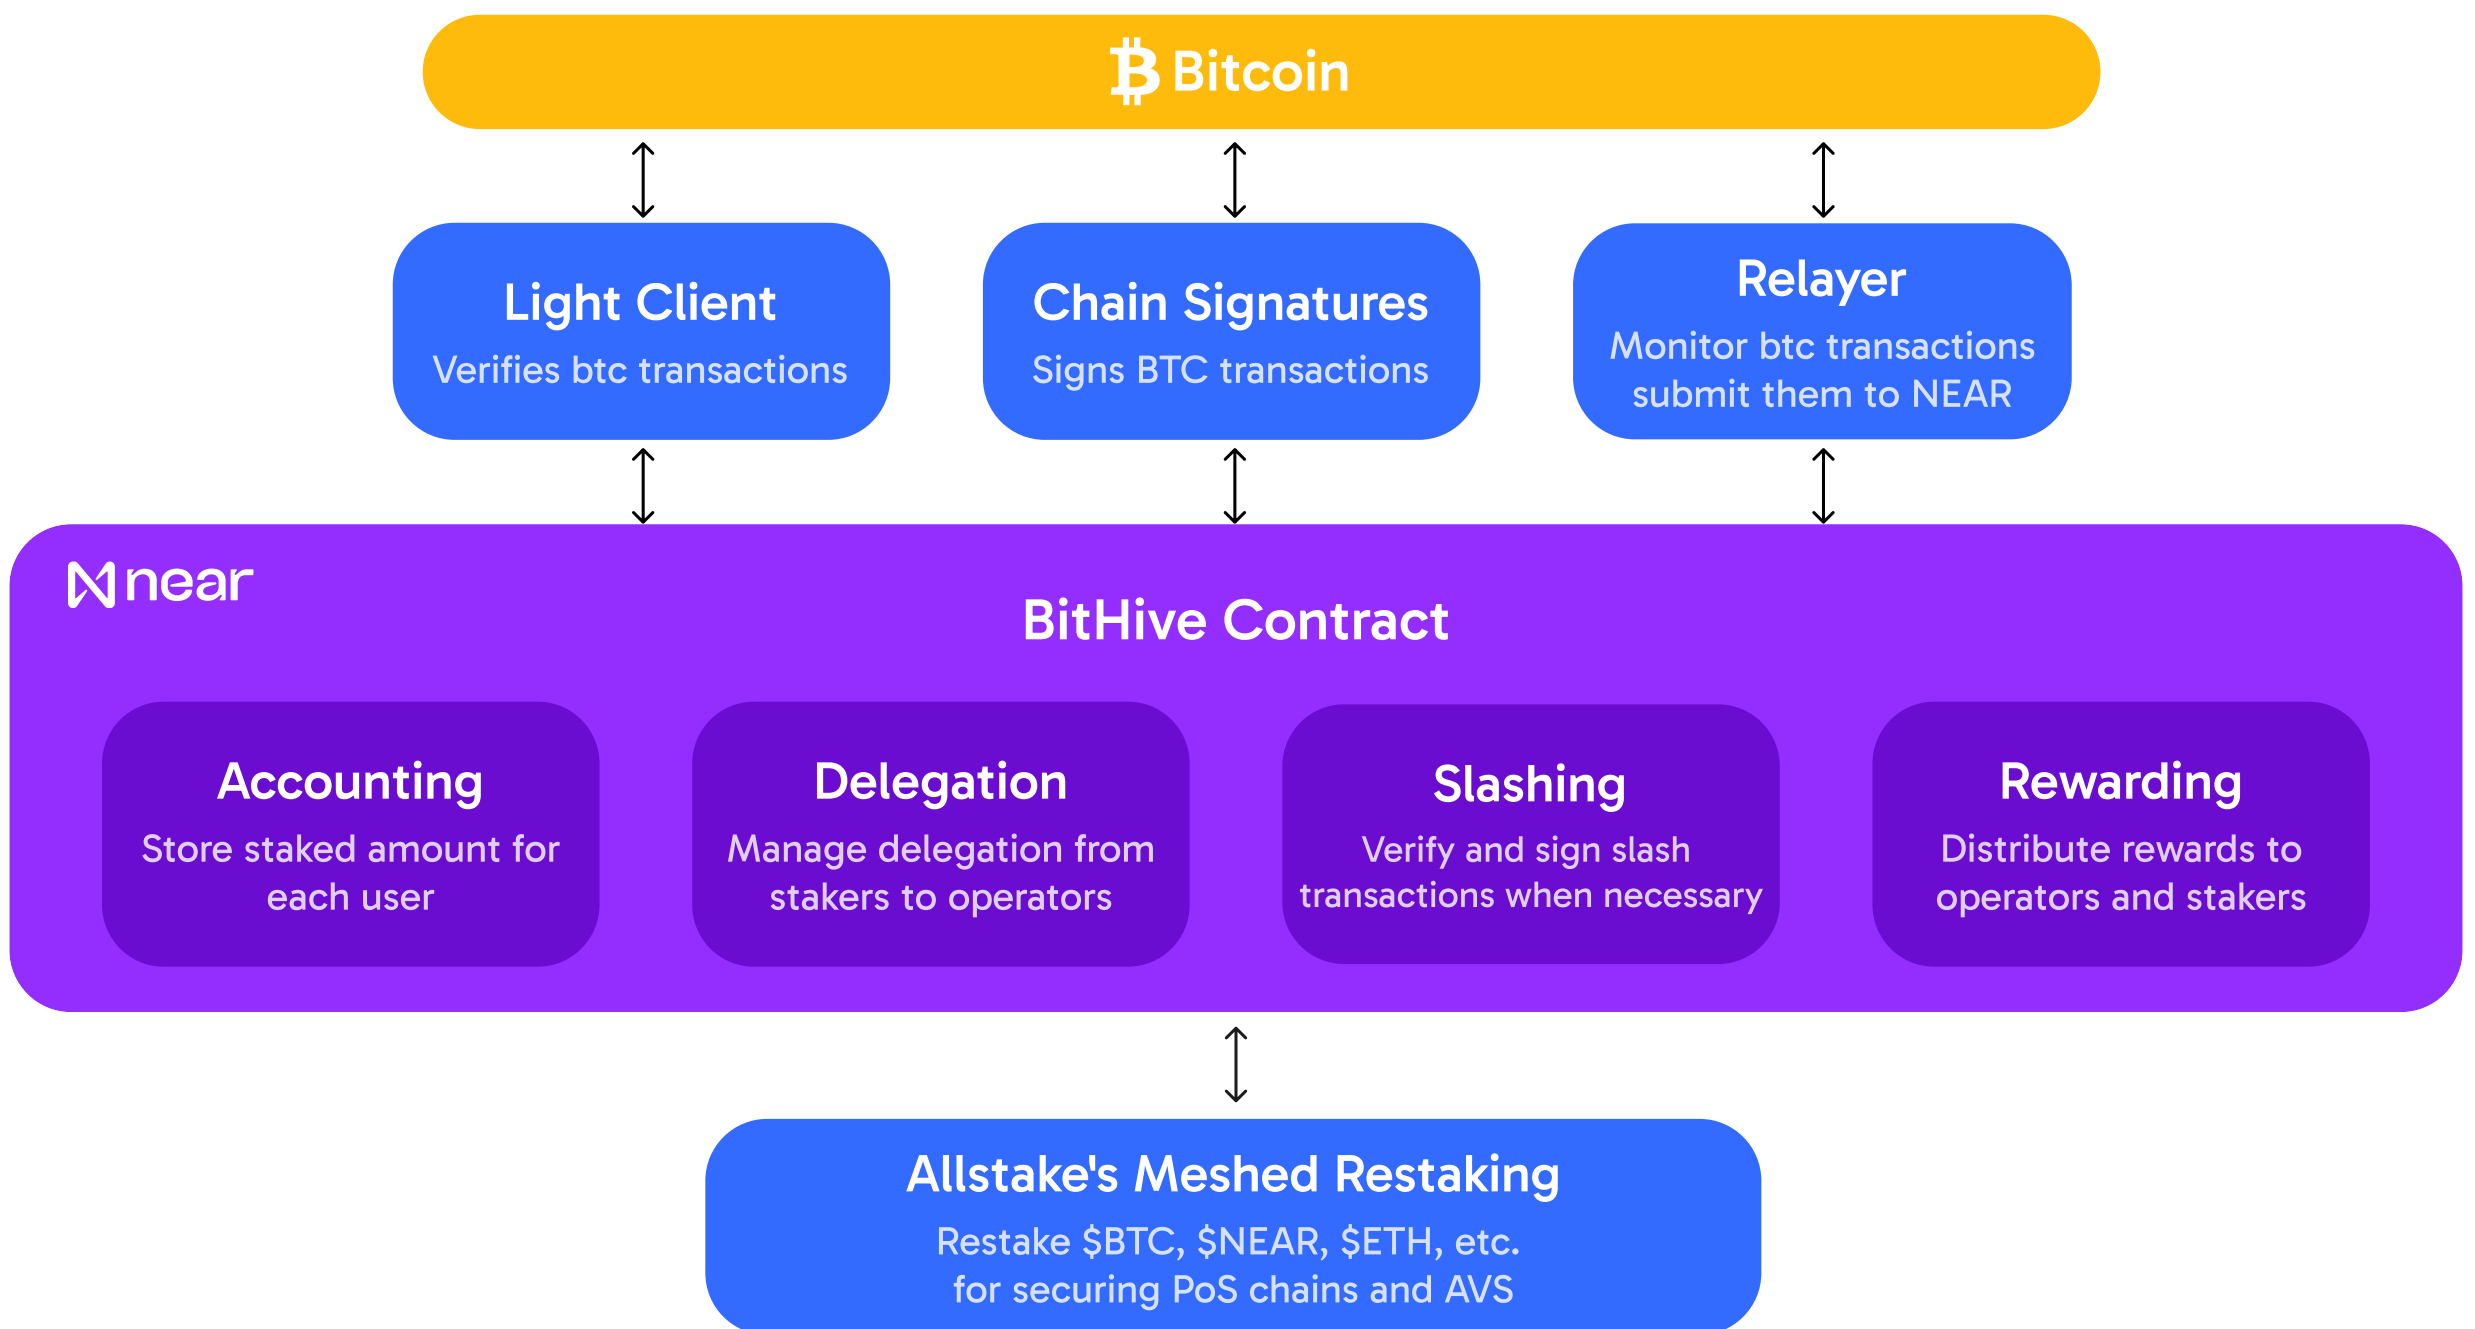 Bitcoin
Light Client
Verifies btc transactions
Chain Signatures
Signs BTC transactions
Relayer
Monitor btc transactions
submit them to NEAR
near
BitHive Contract
Accounting
Store staked amount for
each user
Delegation
Manage delegation from
stakers to operators
Slashing
Verify and sign slash
transactions when necessary
Rewarding
Distribute rewards to
operators and stakers
Allstake's Meshed Restaking
Restake $BTC, $NEAR, $ETH, etc.
for securing PoS chains and AVS